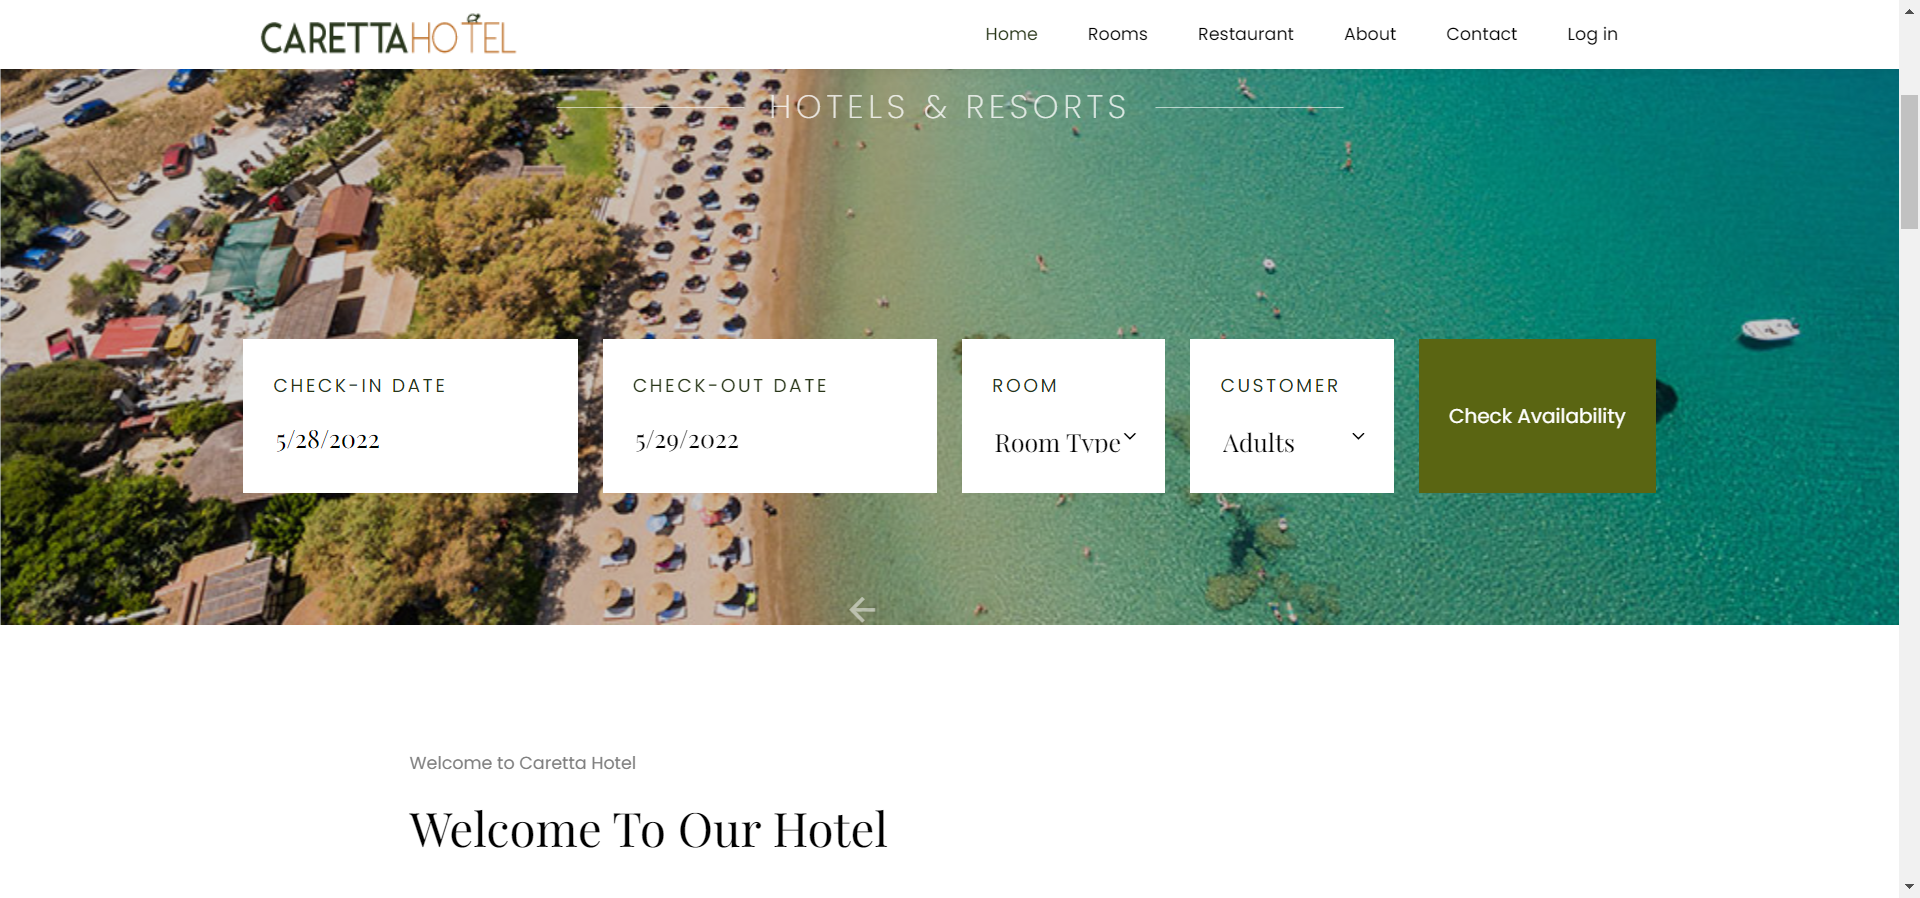 CARETTAHOTEL
Home Rooms Restaurant About Contact Log in
HOTELS & RESORTS
CHECK-IN DATE
5/28/2022
CHECK-OUT DATE
5/29/2022
ROOM
Room Type
CUSTOMER
Adults
Check Availability
Welcome to Caretta Hotel
Welcome To Our Hotel